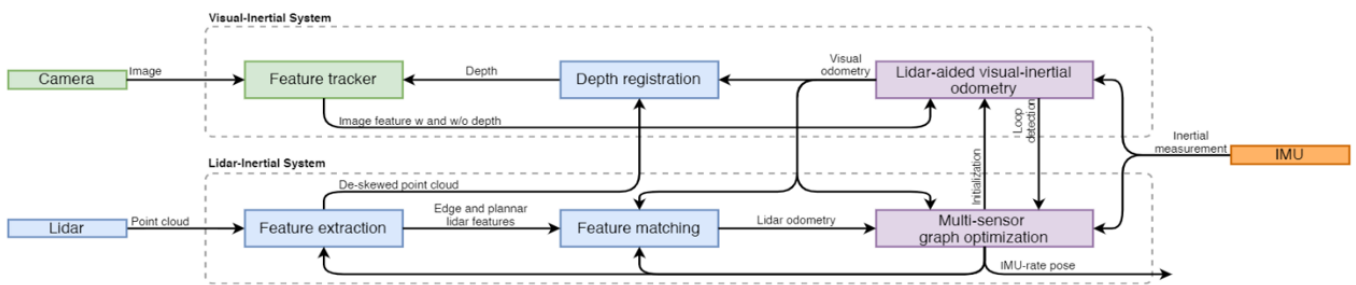 Visual-Inertial System
Camera
Image
Feature tracker
Depth
Depth registration
Visual
odometry
Lidar-aided visual-inertial
odometry
Image feature w and w/o depth
Loop
detection
Initialization
Inertial
measurement
IMU
Lidar-Inertial System
De-skewed point cloud
Lidar
Point cloud
Feature extraction
Edge and plannar
lidar features
Feature matching
Lidar odometry
Multi-sensor
graph optimization
IMU-rate pose